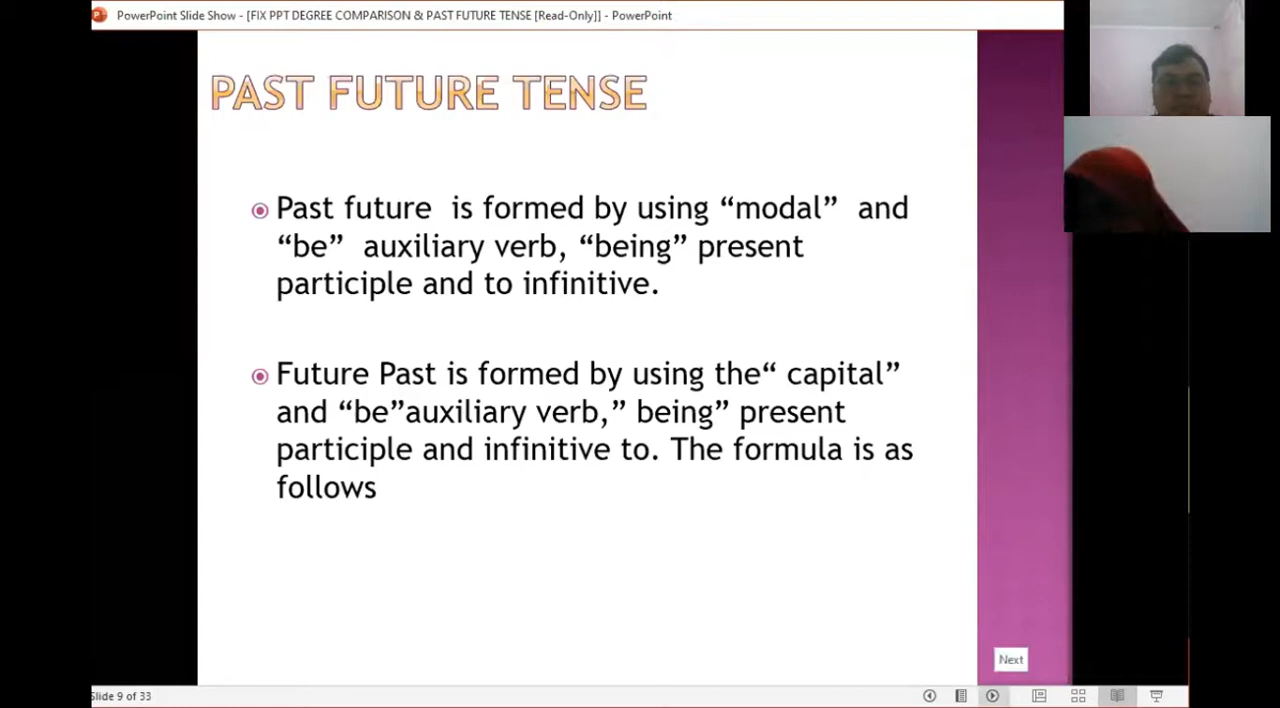 PowerPoint Slide Show - [FIX PPT DEGREE COMPARISON & PAST FUTURE TENSE [Read-Only]] - PowerPoint
PAST FUTURE TENSE
Past future is formed by using “modal” and
“be” auxiliary verb, “being” present
participle and to infinitive.
Future Past is formed by using the“ capital”
and “be”auxiliary verb,” being” present
participle and infinitive to. The formula is as
follows
Next
Slide 9 of 33